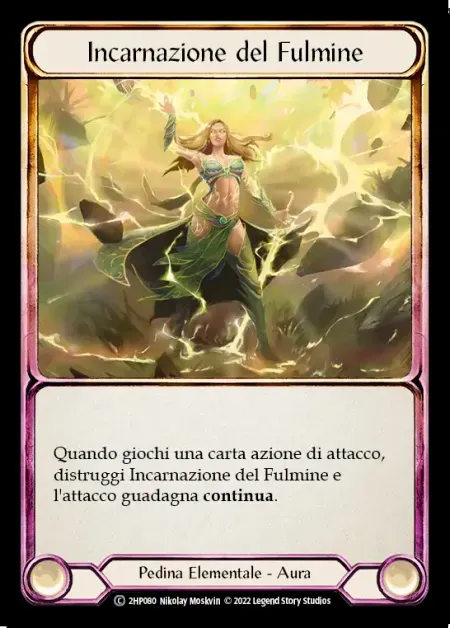 Incarnazione del Fulmine
Quando giochi una carta azione di attacco,
distruggi Incarnazione del Fulmine e
l'attacco guadagna continua.
Pedina Elementale - Aura
C 2HP080 Nikolay Moskvin © 2022 Legend Story Studios